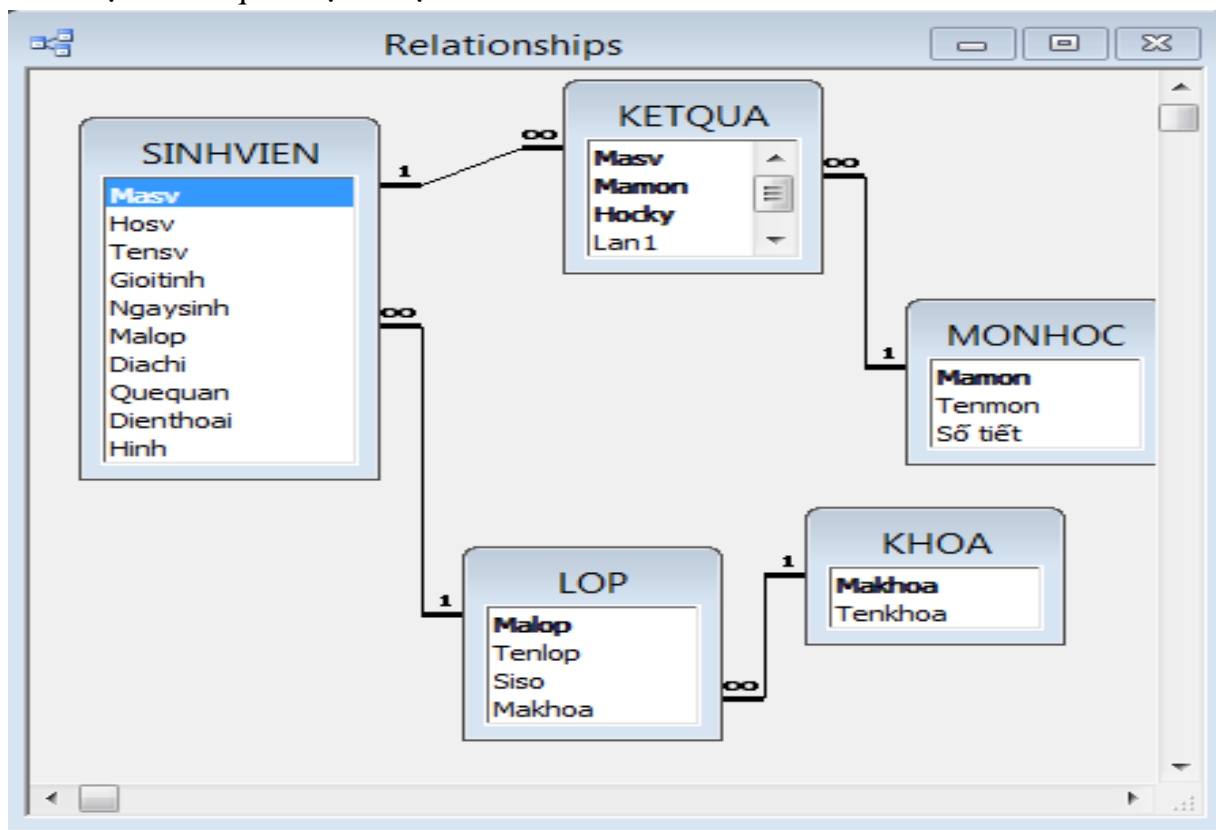 Relationships
SINHVIEN
Masv
Hosv
Tensv
Gioitinh
Ngaysinh
Malop
Diachi
Quequan
Dienthoai
Hinh
1
∞
KETQUA
Masv
Mamon
Hocky
Lan1
∞
1
MONHOC
Mamon
Tenmon
Số tiết
∞
1
LOP
Malop
Tenlop
Siso
Makhoa
∞
1
KHOA
Makhoa
Tenkhoa